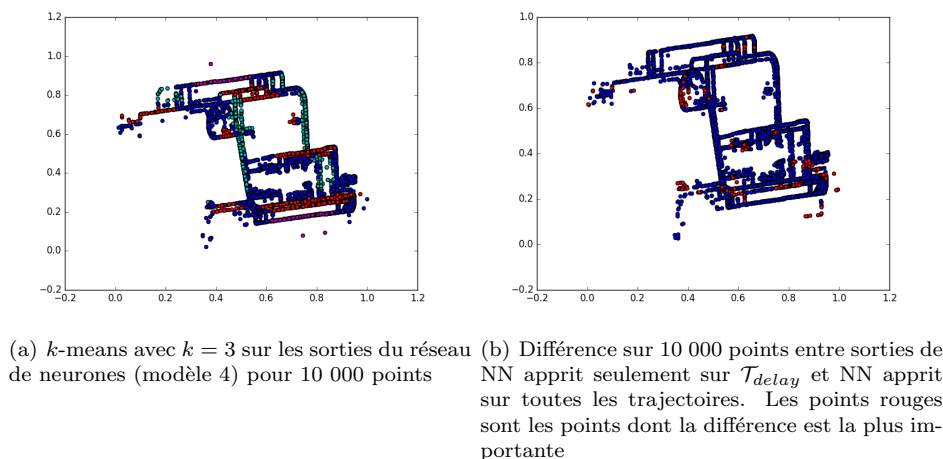 1.2
1.0
0.8
0.6
0.4
0.2
0.0
−0.2
−0.2 0.0 0.2 0.4 0.6 0.8 1.0 1.2
1.2
1.0
0.8
0.6
0.4
0.2
0.0
−0.2
−0.2 0.0 0.2 0.4 0.6 0.8 1.0 1.2
(a) k-means avec k = 3 sur les sorties du réseau
de neurones (modèle 4) pour 10 000 points
(b) Différence sur 10 000 points entre sorties de
NN apprit seulement sur 𝒯delay et NN apprit
sur toutes les trajectoires. Les points rouges
sont les points dont la différence est la plus im-
portante